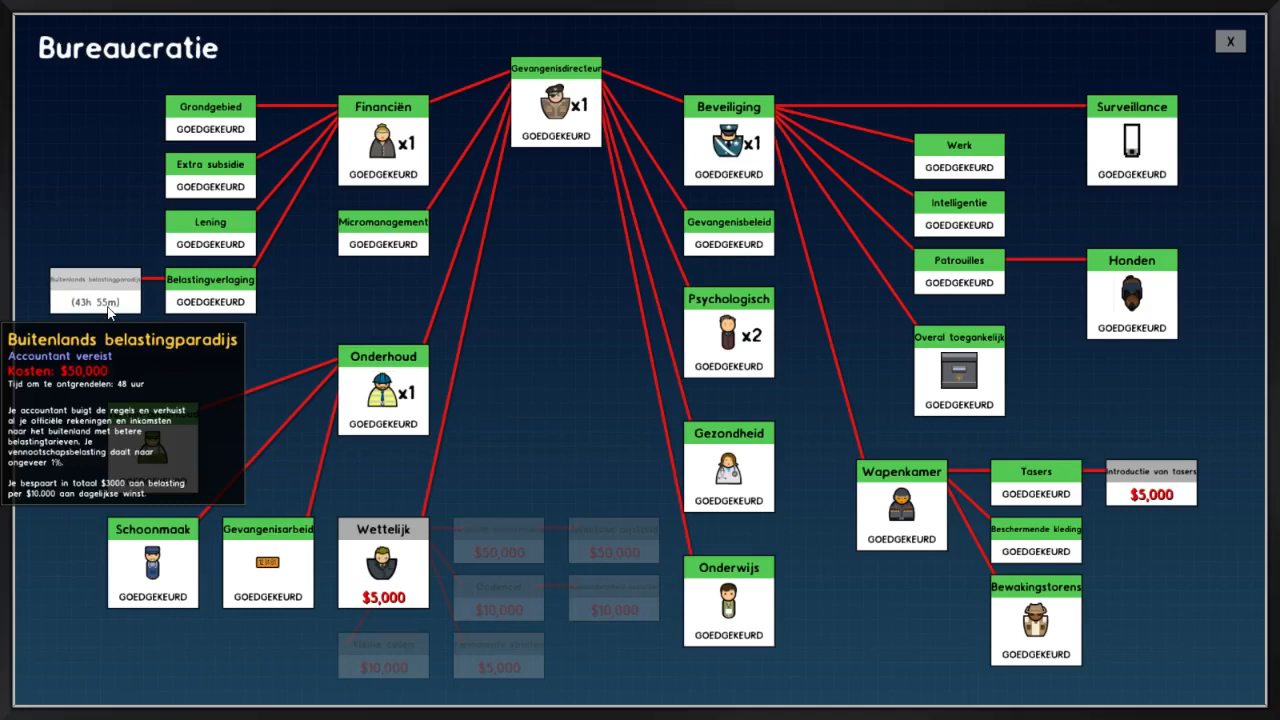 Bureaucratie
X
Gevangenisdirecteur
x1
GOEDGEKEURD
Grondgebied
GOEDGEKEURD
Financiën
x1
GOEDGEKEURD
Beveiliging
x1
GOEDGEKEURD
Surveillance
GOEDGEKEURD
Werk
GOEDGEKEURD
Extra subsidie
GOEDGEKEURD
Intelligentie
GOEDGEKEURD
Lening
GOEDGEKEURD
Micromanagement
GOEDGEKEURD
Gevangenisbeleid
GOEDGEKEURD
Patrouilles
GOEDGEKEURD
Honden
GOEDGEKEURD
Buitenlands belastingparadijs
(43h 55m)
Belastingverlaging
GOEDGEKEURD
Psychologisch
x2
GOEDGEKEURD
Overal toegankelijk
GOEDGEKEURD
Buitenlands belastingparadijs
Accountant vereist
Kosten: $50,000
Tijd om te ontgrendelen: 48 uur
Je accountant buigt de regels en verhuist
al je officiële rekeningen en inkomsten
naar het buitenland met betere
belastingtarieven. Je
vennootschapsbelasting daalt naar
ongeveer 1%.
Je bespaart in totaal $3000 aan belasting
per $10.000 aan dagelijkse winst.
Onderhoud
x1
GOEDGEKEURD
Gezondheid
GOEDGEKEURD
Wapenkamer
GOEDGEKEURD
Tasers
GOEDGEKEURD
Introductie van tasers
$5,000
Schoonmaak
GOEDGEKEURD
Gevangenisarbeid
GOEDGEKEURD
Wettelijk
$5,000
$50,000
$50,000
Beschermende kleding
GOEDGEKEURD
Dodencel
$10,000
$10,000
Onderwijs
GOEDGEKEURD
Bewakingstorens
GOEDGEKEURD
Kleine cellen
$10,000
$5,000